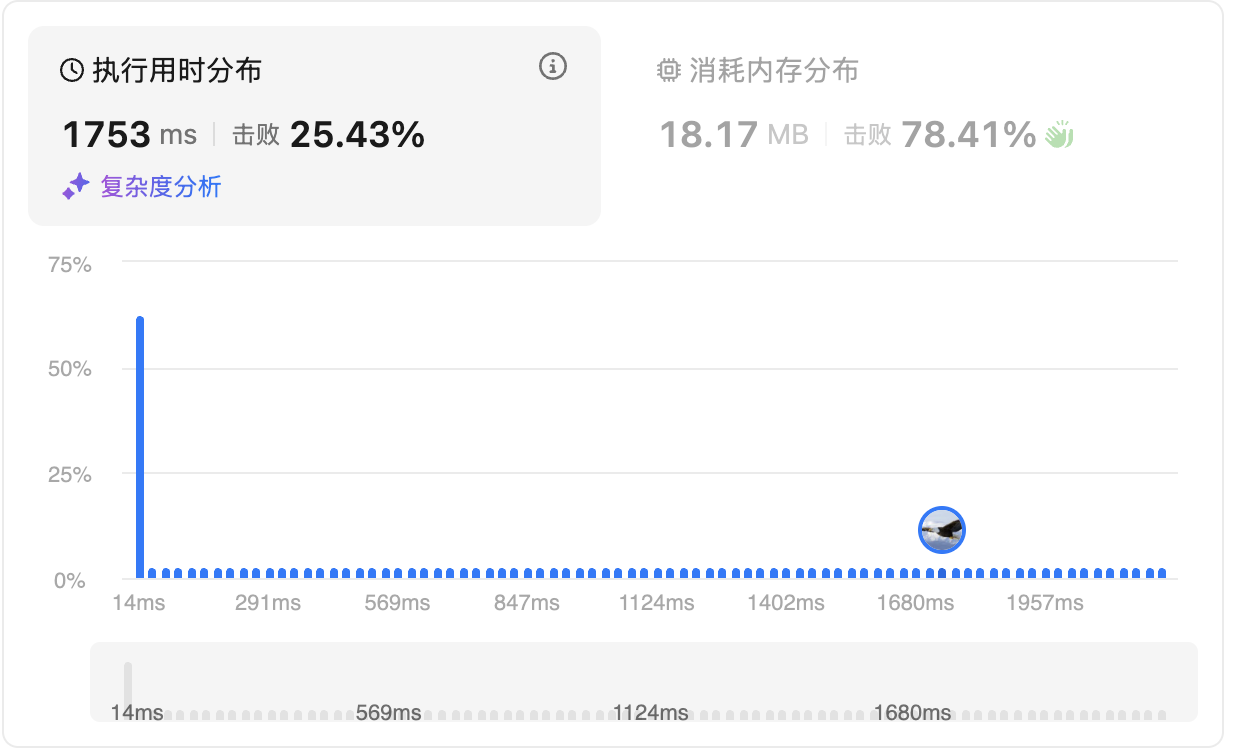 执行用时分布
1753 ms 击败 25.43%
复杂度分析
消耗内存分布
18.17 MB 击败 78.41%
75%
50%
25%
0%
14ms 291ms 569ms 847ms 1124ms 1402ms 1680ms 1957ms
14ms 569ms 1124ms 1680ms